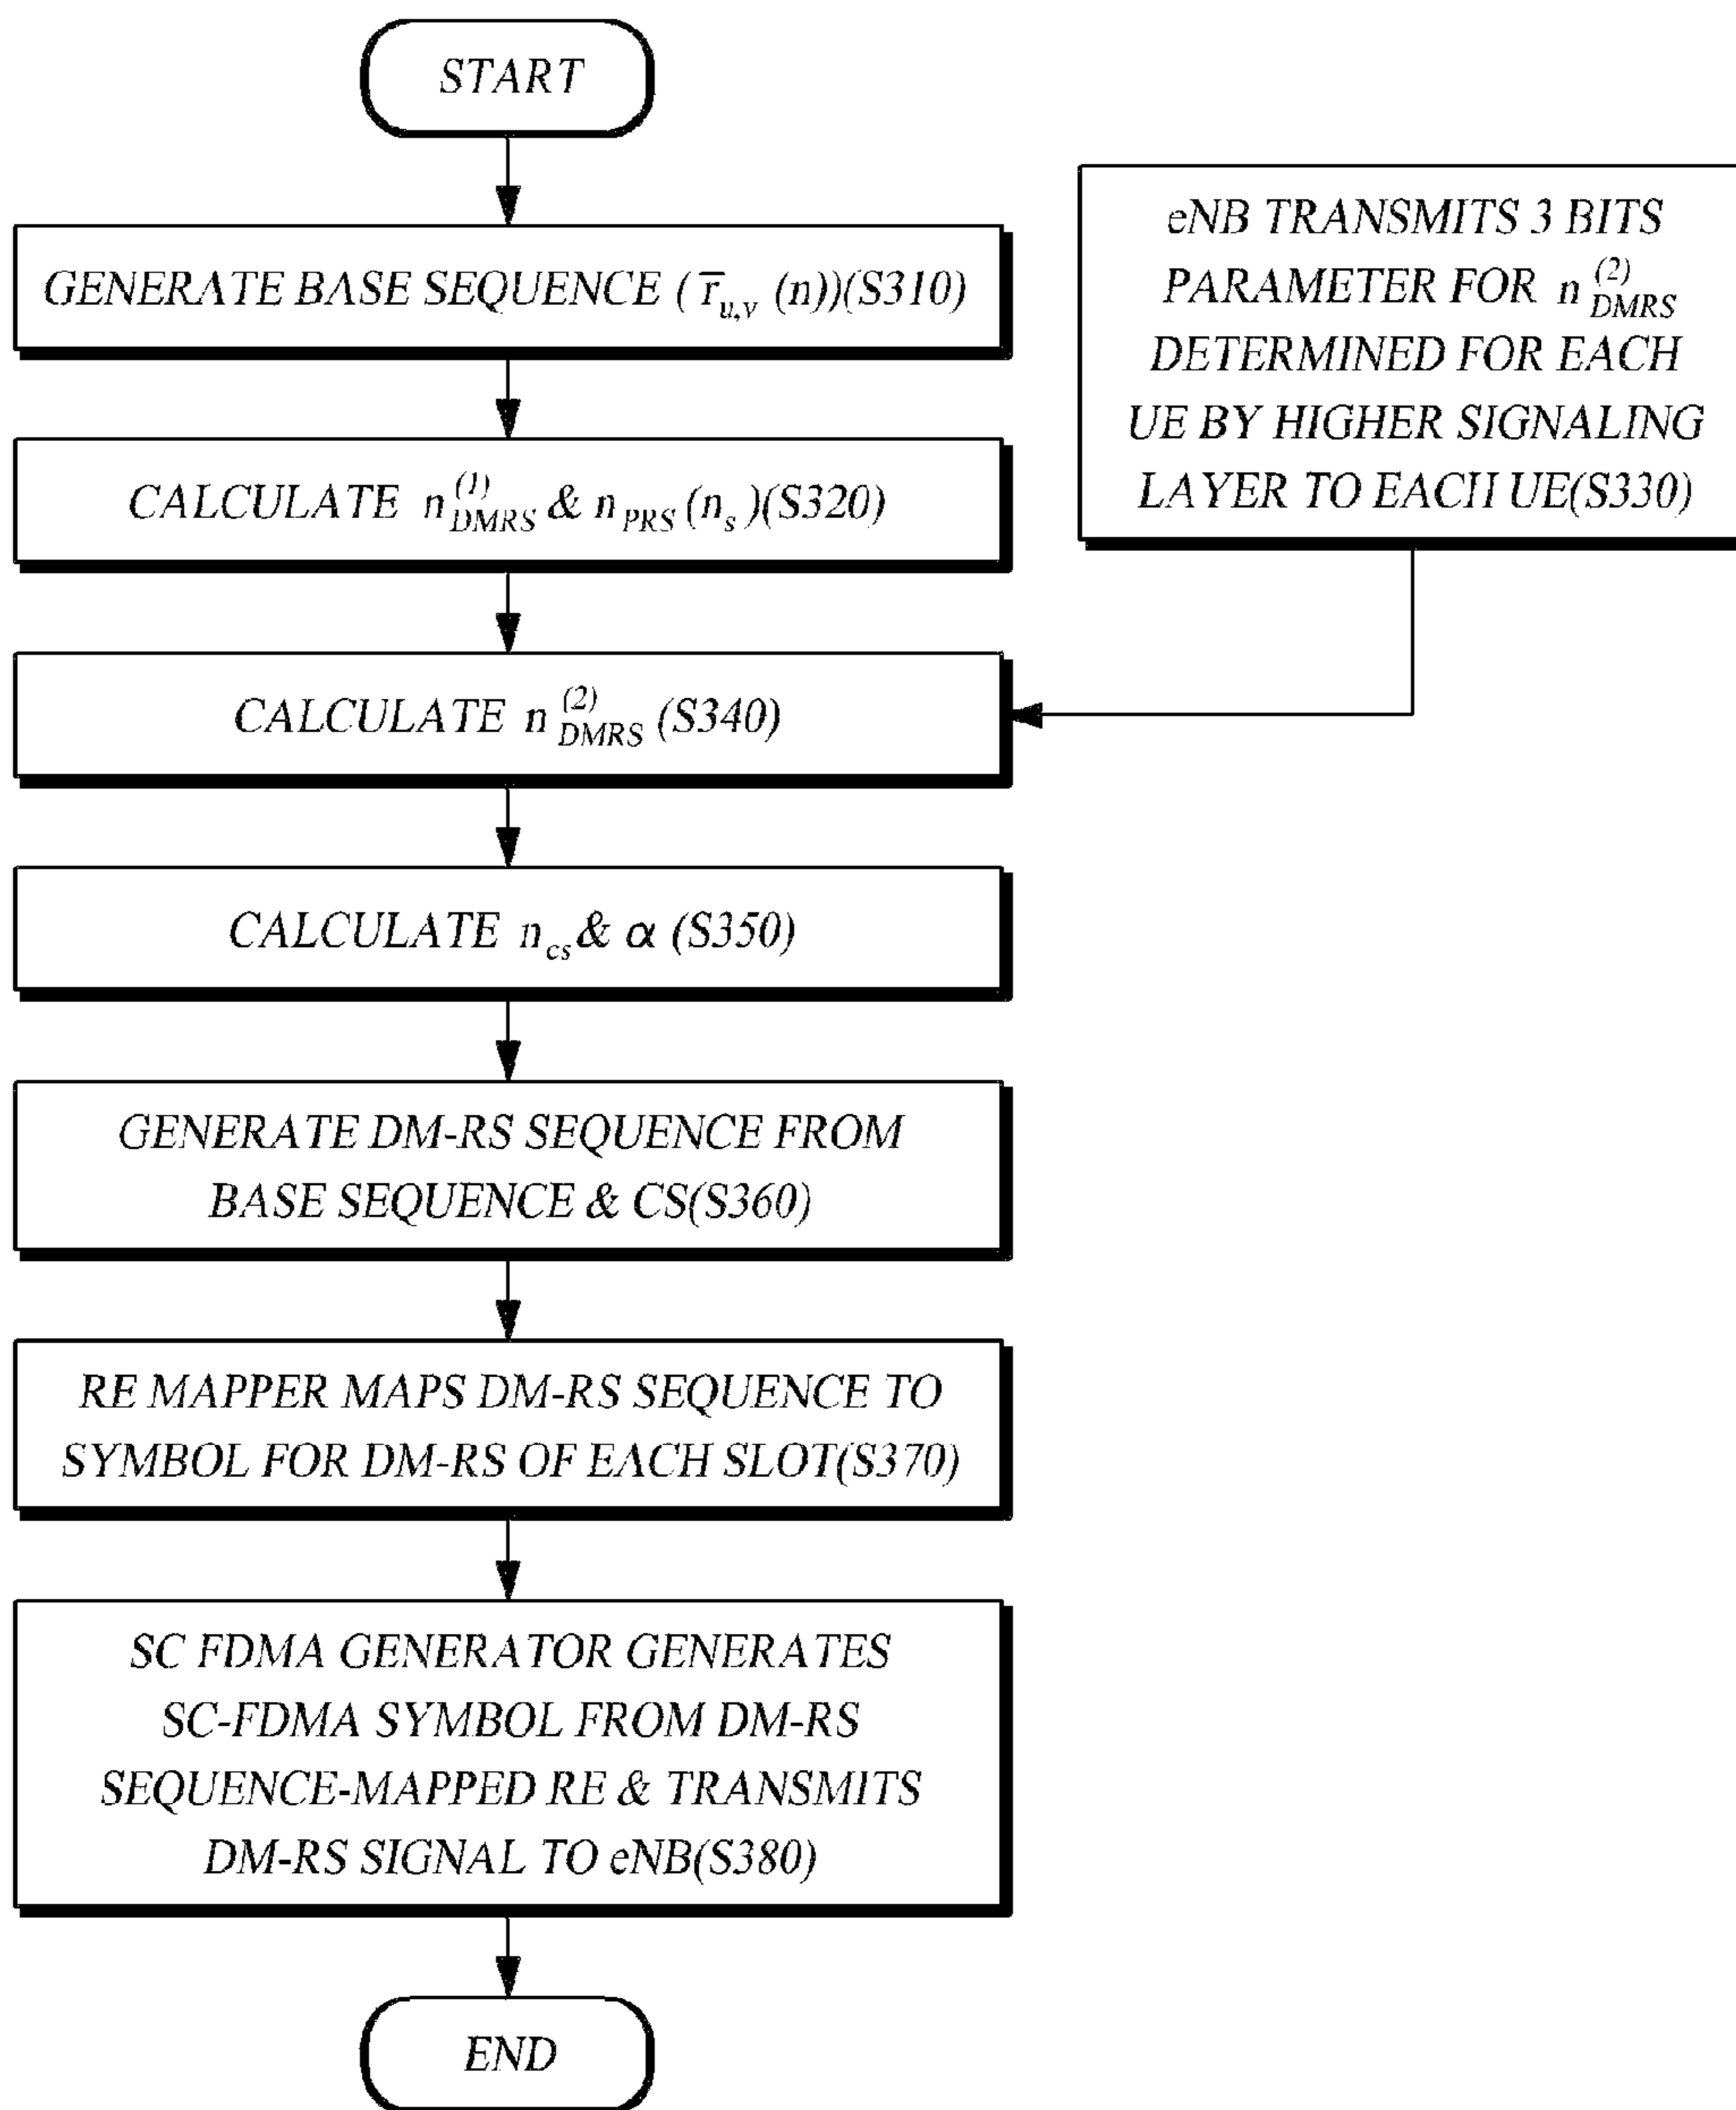 START
GENERATE BASE SEQUENCE ( r̄ u,v (n))(S310)
CALCULATE n (1) DMRS & n PRS (n s )(S320)
eNB TRANSMITS 3 BITS
PARAMETER FOR n (2) DMRS
DETERMINED FOR EACH
UE BY HIGHER SIGNALING
LAYER TO EACH UE(S330)
CALCULATE n (2) DMRS (S340)
CALCULATE n cs & α (S350)
GENERATE DM-RS SEQUENCE FROM
BASE SEQUENCE & CS(S360)
RE MAPPER MAPS DM-RS SEQUENCE TO
SYMBOL FOR DM-RS OF EACH SLOT(S370)
SC FDMA GENERATOR GENERATES
SC-FDMA SYMBOL FROM DM-RS
SEQUENCE-MAPPED RE & TRANSMITS
DM-RS SIGNAL TO eNB(S380)
END